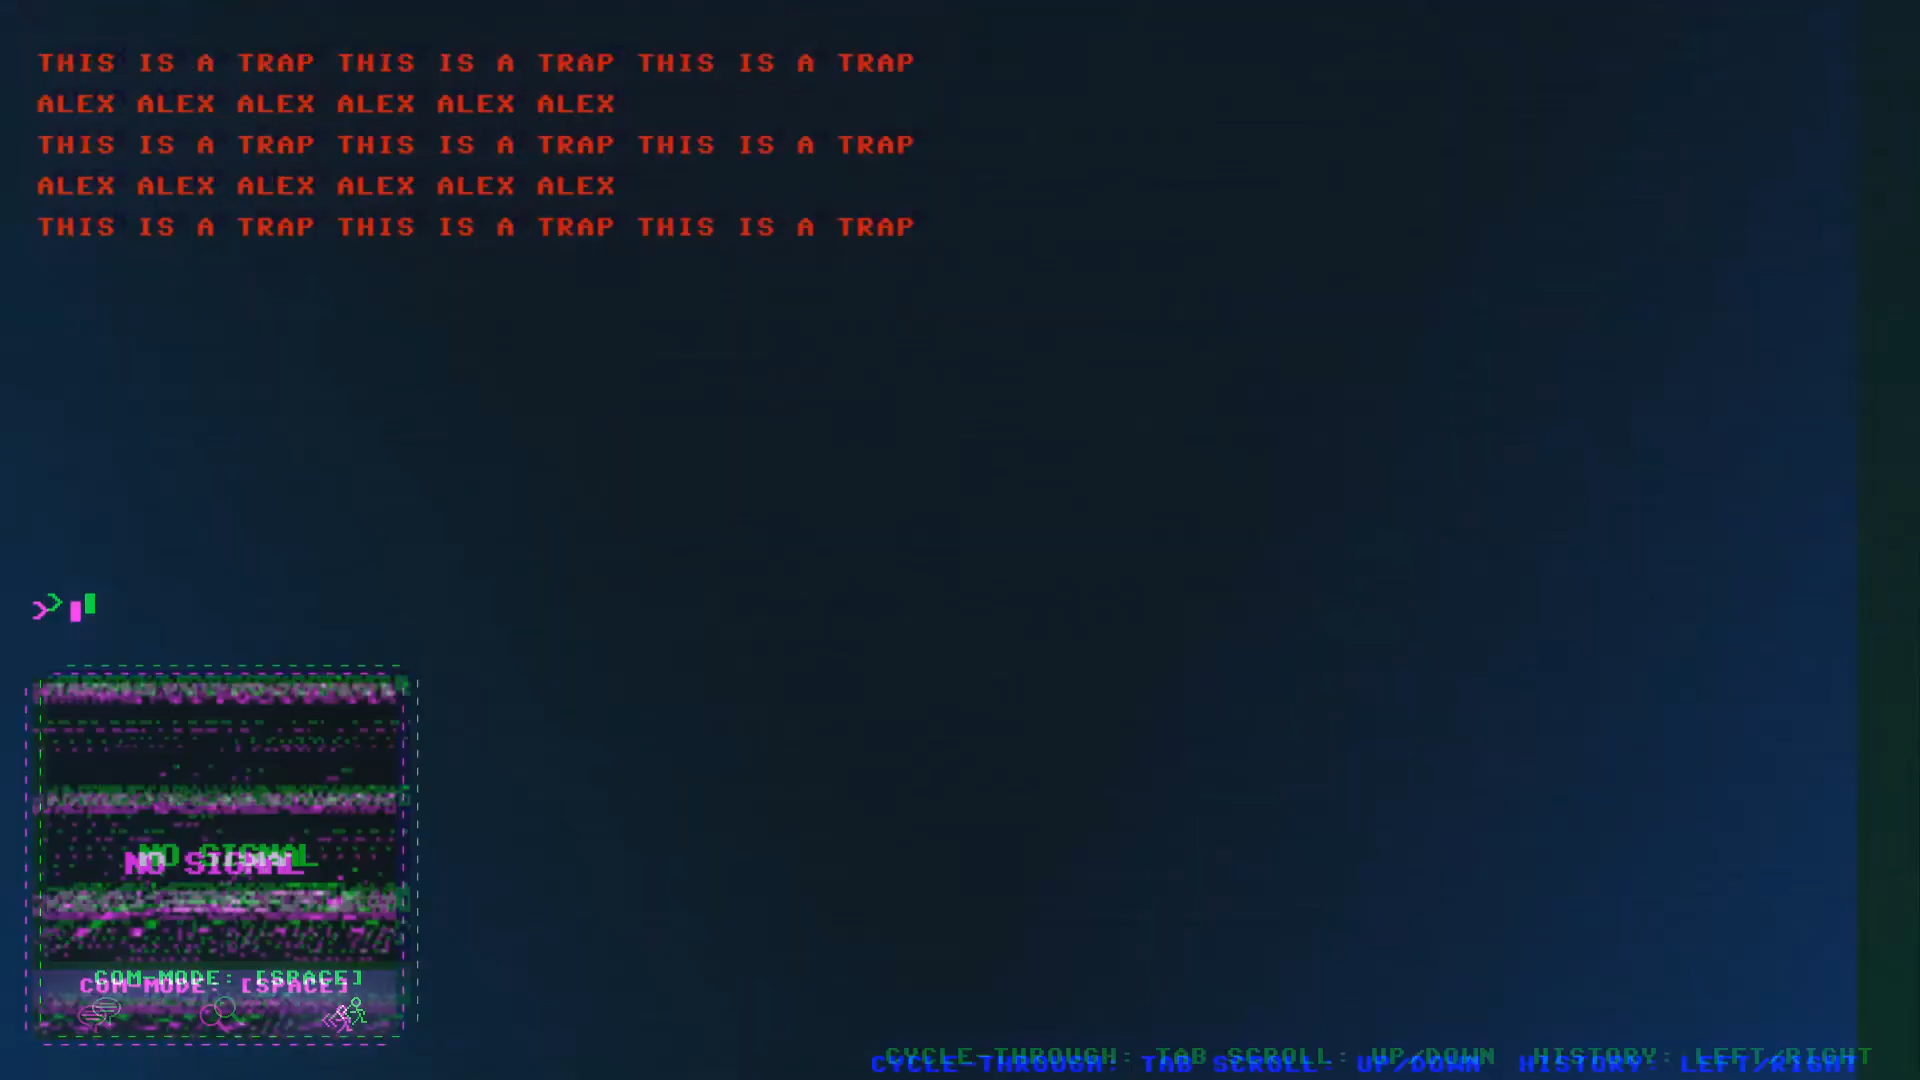 THIS IS A TRAP THIS IS A TRAP THIS IS A TRAP
ALEX ALEX ALEX ALEX ALEX ALEX
THIS IS A TRAP THIS IS A TRAP THIS IS A TRAP
ALEX ALEX ALEX ALEX ALEX ALEX
THIS IS A TRAP THIS IS A TRAP THIS IS A TRAP
>
NO SIGNAL
COM-MODE: [SPACE]
CYCLE-THROUGH: TAB SCROLL: UP/DOWN HISTORY: LEFT/RIGHT